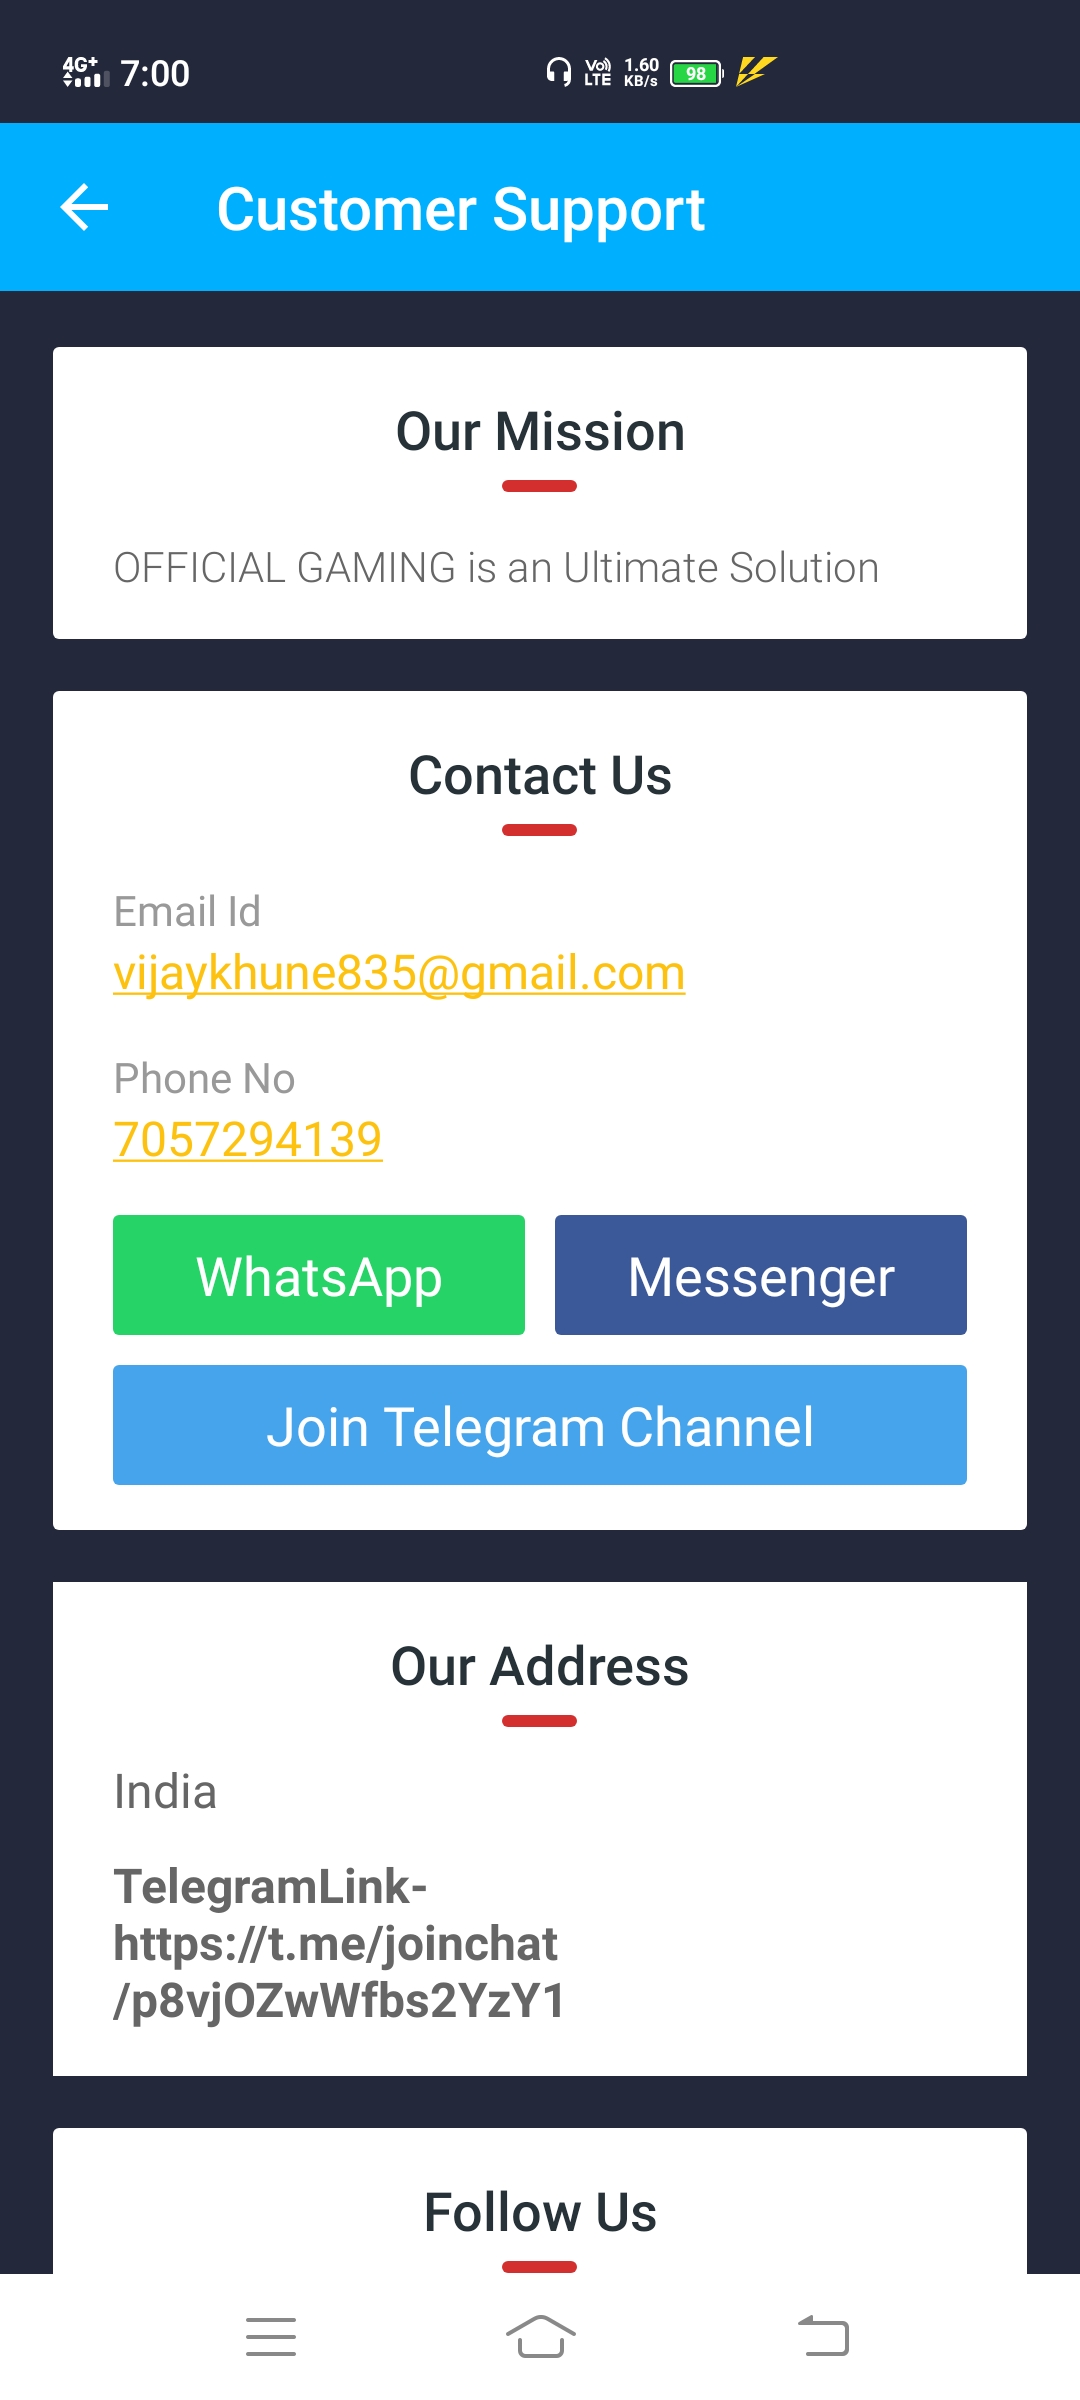 4G+ 7:00 Vo) LTE 1.60 KB/s 98
Customer Support
Our Mission
OFFICIAL GAMING is an Ultimate Solution
Contact Us
Email Id
vijaykhune835@gmail.com
Phone No
7057294139
WhatsApp Messenger
Join Telegram Channel
Our Address
India
TelegramLink-
https://t.me/joinchat
/p8vjOZwWfbs2YzY1
Follow Us